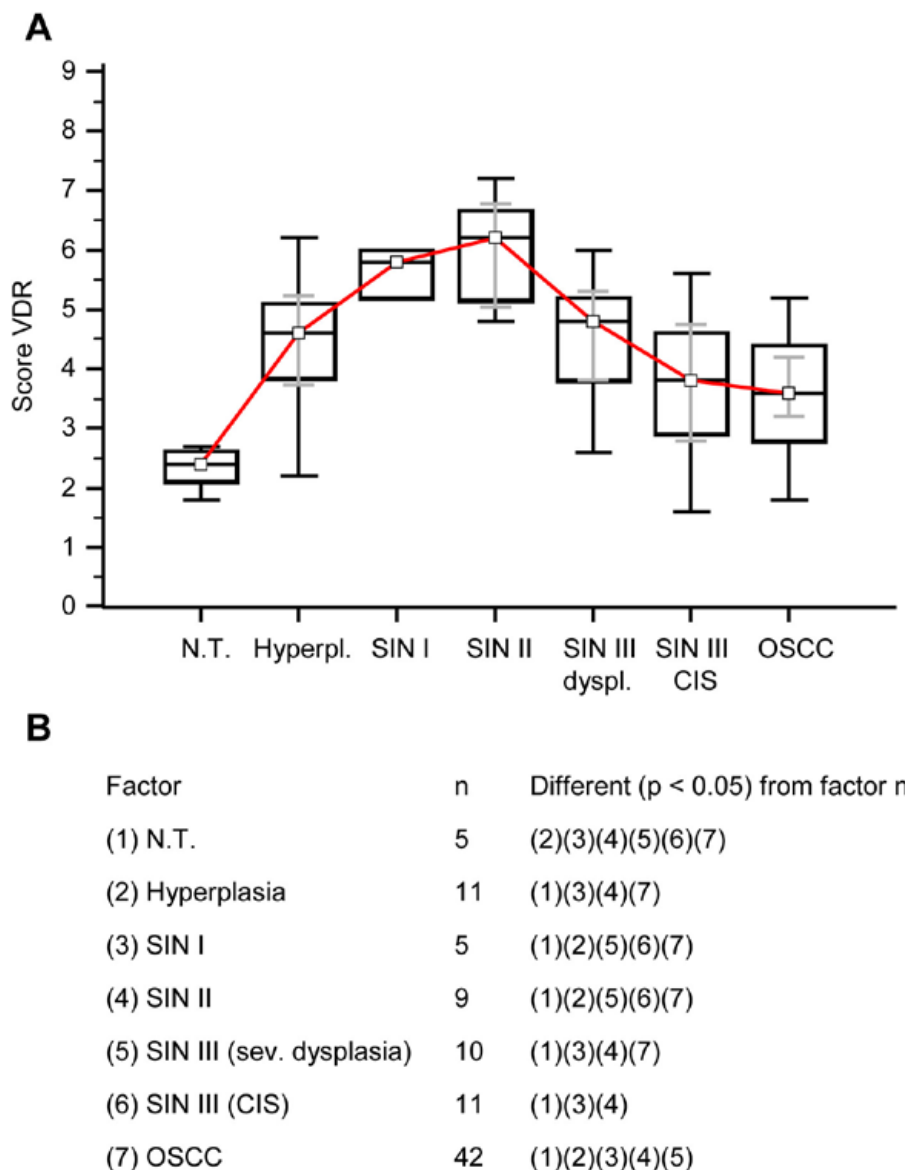 A
9
8
7
6
5
4
3
2
1
0
Score VDR
N.T. Hyperpl. SIN I SIN II SIN III SIN III OSCC
dyspl. CIS
B
Factor n Different (p < 0.05) from factor n
(1) N.T. 5 (2)(3)(4)(5)(6)(7)
(2) Hyperplasia 11 (1)(3)(4)(7)
(3) SIN I 5 (1)(2)(5)(6)(7)
(4) SIN II 9 (1)(2)(5)(6)(7)
(5) SIN III (sev. dysplasia) 10 (1)(3)(4)(7)
(6) SIN III (CIS) 11 (1)(3)(4)
(7) OSCC 42 (1)(2)(3)(4)(5)